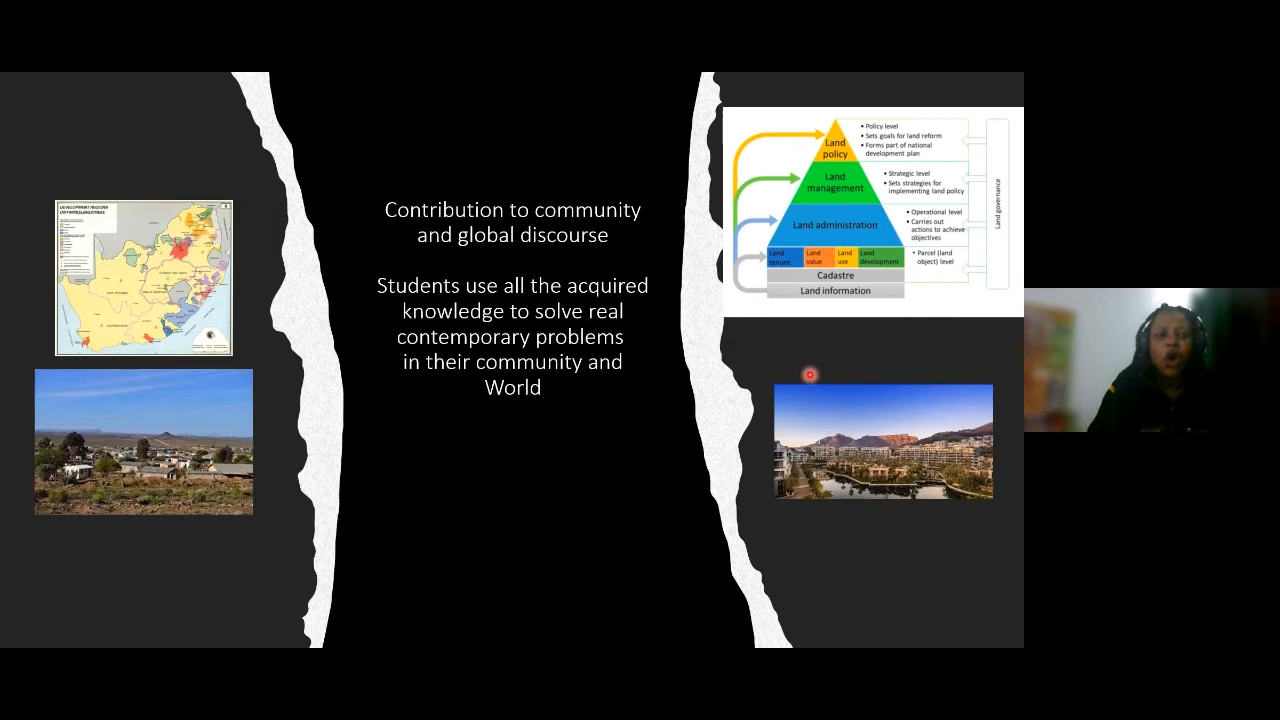 DEVELOPMENT REGIONS
ONTWIKKELINGSTREKE
Contribution to community
and global discourse
Students use all the acquired
knowledge to solve real
contemporary problems
in their community and
World
Land
policy
• Policy level
• Sets goals for land reform
• Forms part of national
development plan
Land
management
• Strategic level
• Sets strategies for
implementing land policy
Land administration
• Operational level
• Carries out
actions to achieve
objectives
Land
tenure
Land
value
Land
use
Land
development
• Parcel (land
object) level
Cadastre
Land information
Land governance